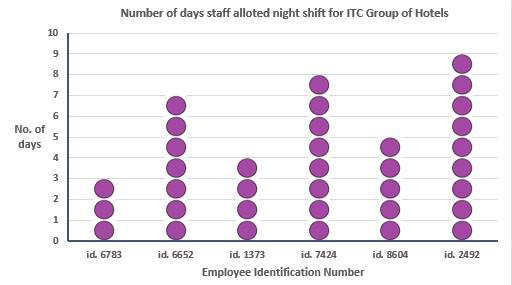 Number of days staff alloted night shift for ITC Group of Hotels
10
9
8
7
6
5
4
3
2
1
0
No. of
days
id. 6783 id. 6652 id. 1373 id. 7424 id. 8604 id. 2492
Employee Identification Number